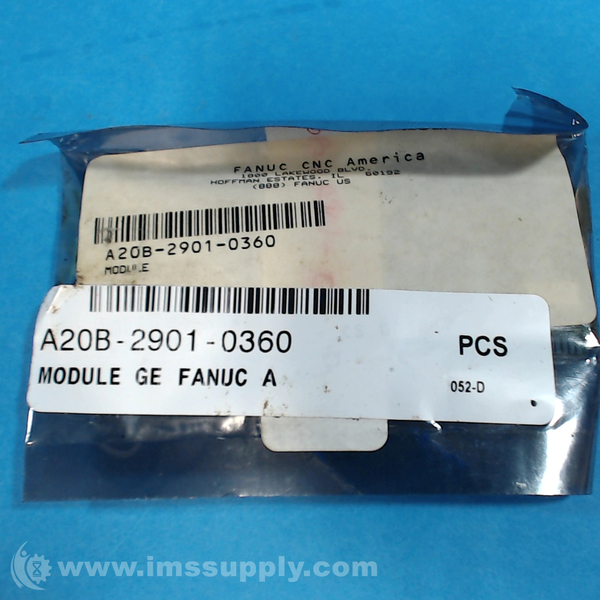 FANUC CNC America
1800 LAKEWOOD BLVD.
HOFFMAN ESTATES, IL 60192
(888) FANUC US
A20B-2901-0360
MODULE
A20B-2901-0360
PCS
MODULE GE FANUC A
052-D
www.imssupply.com